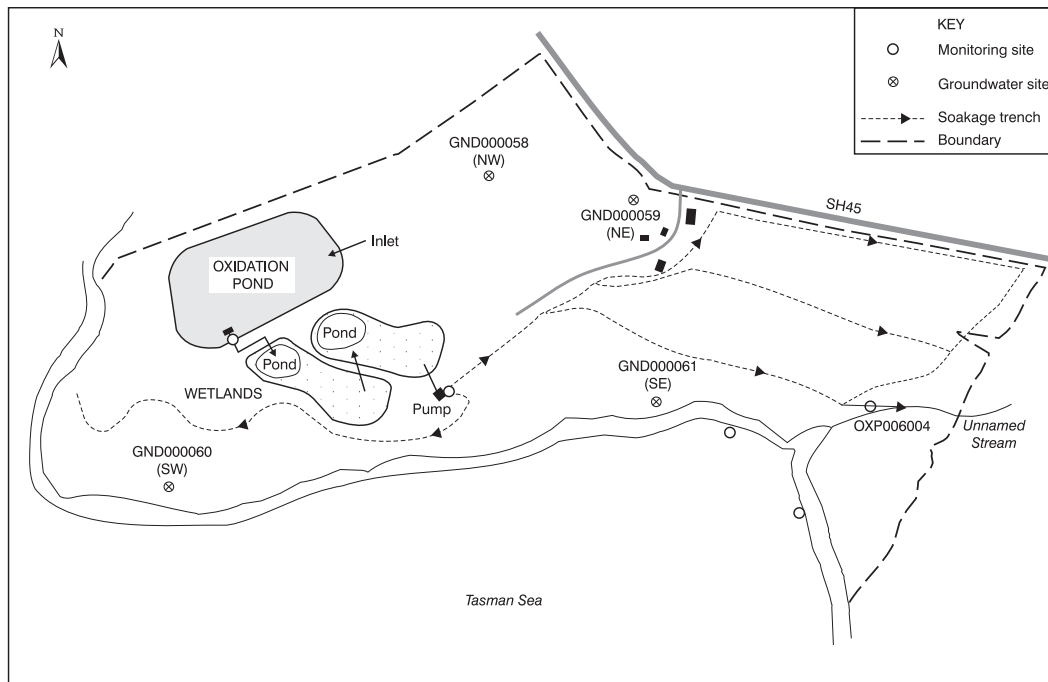 N
KEY
Monitoring site
Groundwater site
Soakage trench
Boundary
GND000058
(NW)
SH45
GND000059
(NE)
Inlet
OXIDATION
POND
Pond
Pond
GND000061
(SE)
WETLANDS
Pump
OXP006004
Unnamed
Stream
GND000060
(SW)
Tasman Sea